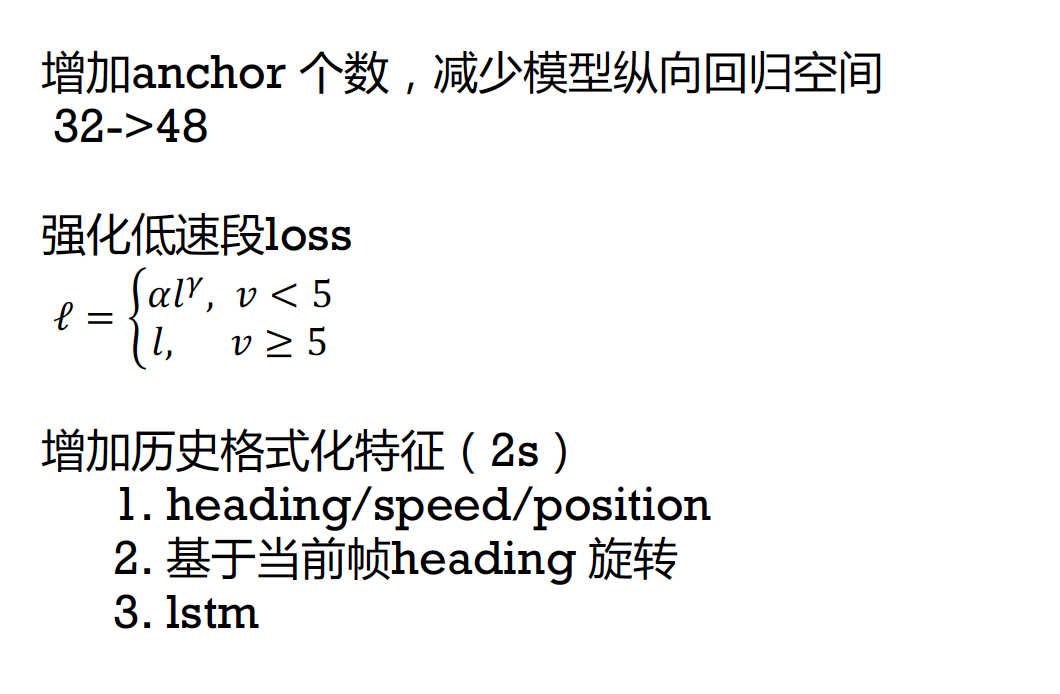 增加anchor 个数，减少模型纵向回归空间
32->48
强化低速段loss
ℓ = { αl^γ, v < 5
l, v ≥ 5
增加历史格式化特征（2s）
1. heading/speed/position
2. 基于当前帧heading 旋转
3. lstm